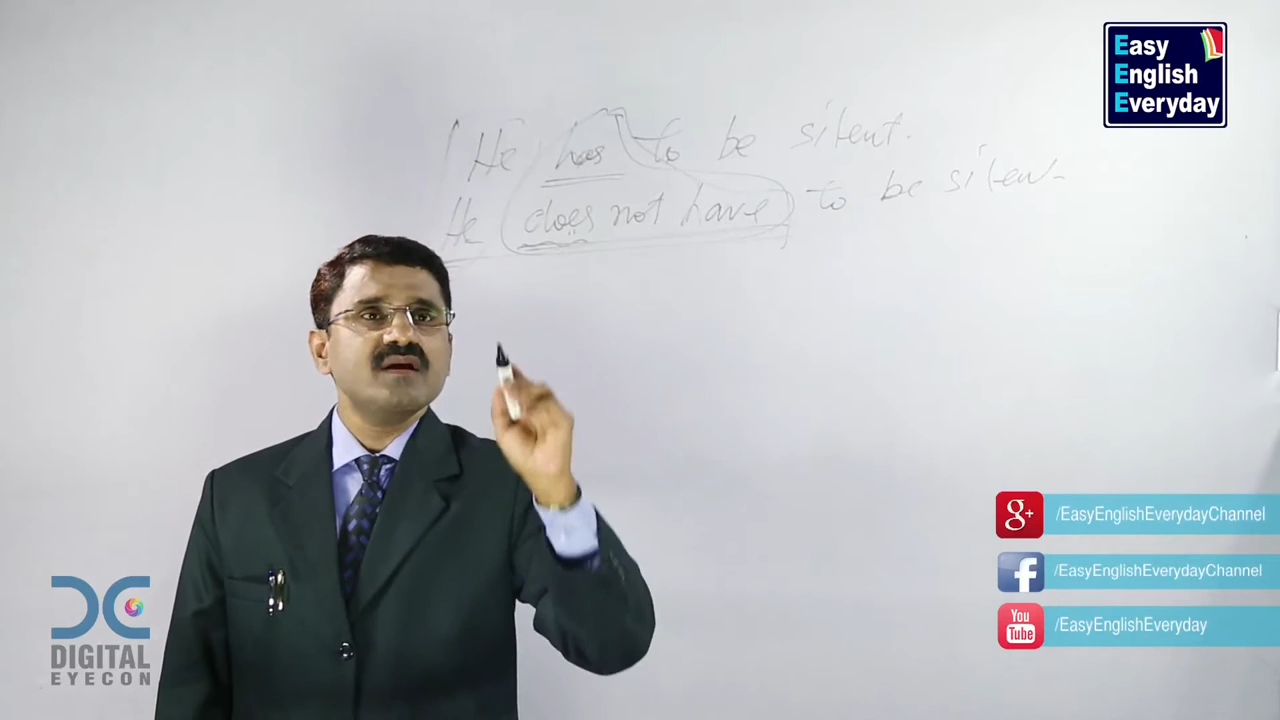 Easy
English
Everyday
He has to be silent.
He does not have to be silen
g+ /EasyEnglishEverydayChannel
f /EasyEnglishEverydayChannel
You Tube /EasyEnglishEveryday
DIGITAL
EYECON